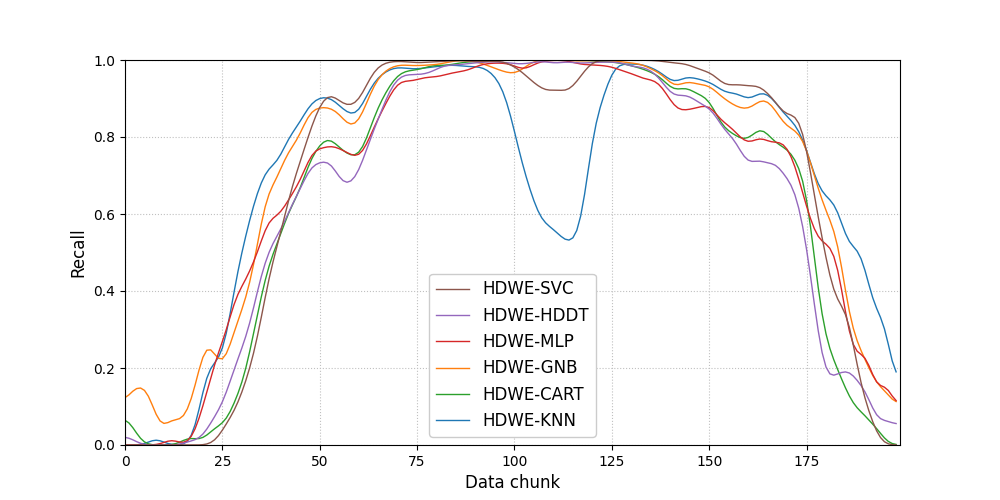 1.0
0.8
0.6
0.4
0.2
0.0
Recall
HDWE-SVC
HDWE-HDDT
HDWE-MLP
HDWE-GNB
HDWE-CART
HDWE-KNN
0 25 50 75 100 125 150 175
Data chunk